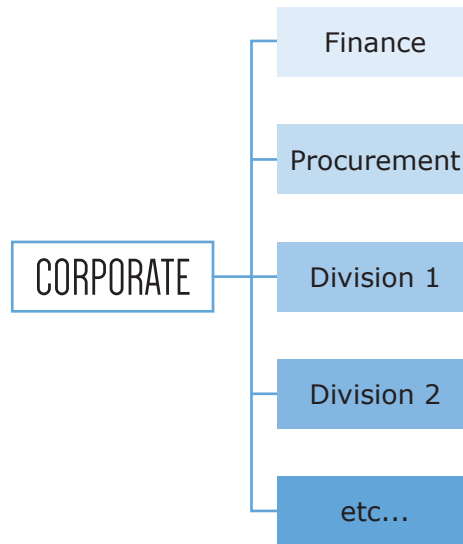 Finance
Procurement
CORPORATE
Division 1
Division 2
etc...